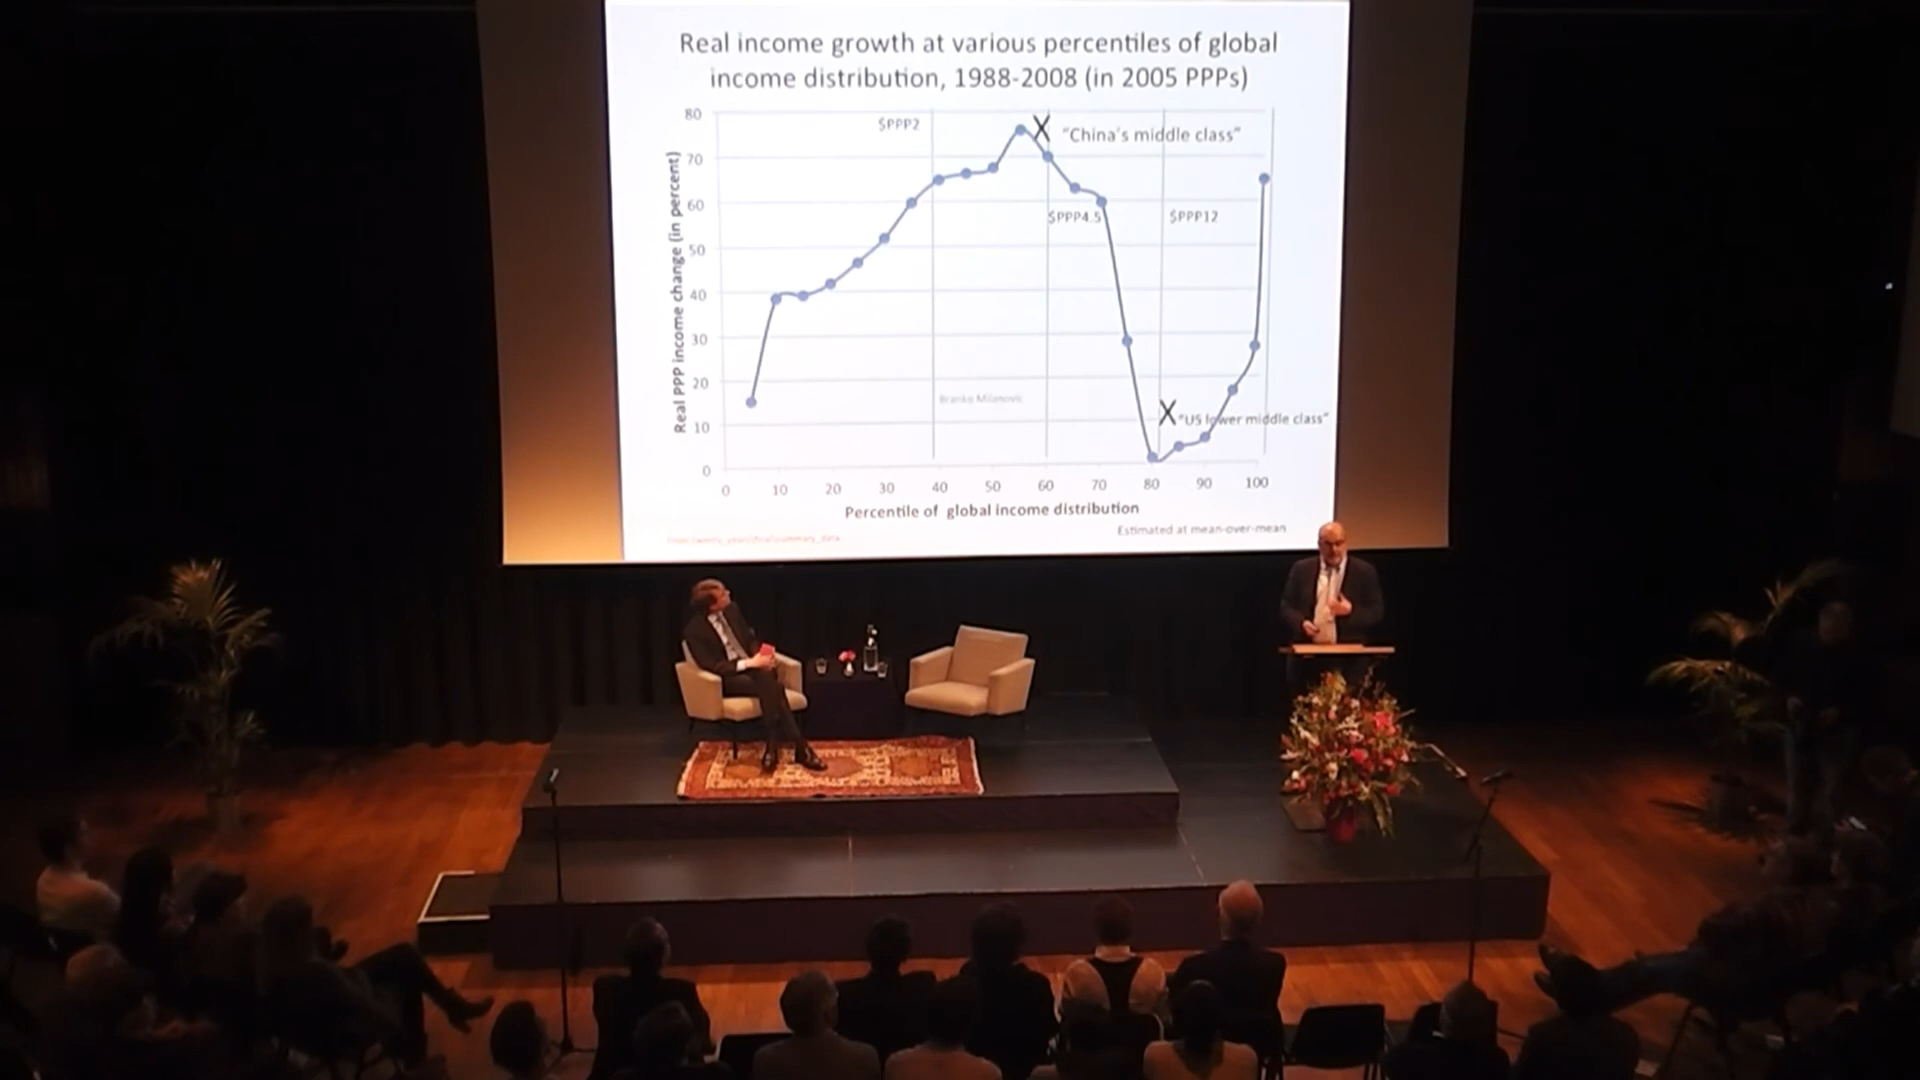 Real income growth at various percentiles of global
income distribution, 1988-2008 (in 2005 PPPs)
Real PPP income change (in percent)
80
70
60
50
40
30
20
10
0
$PPP2
X "China's middle class"
$PPP4.5
$PPP12
Branko Milanovic
X "US lower middle class"
0 10 20 30 40 50 60 70 80 90 100
Percentile of global income distribution
Estimated at mean-over-mean